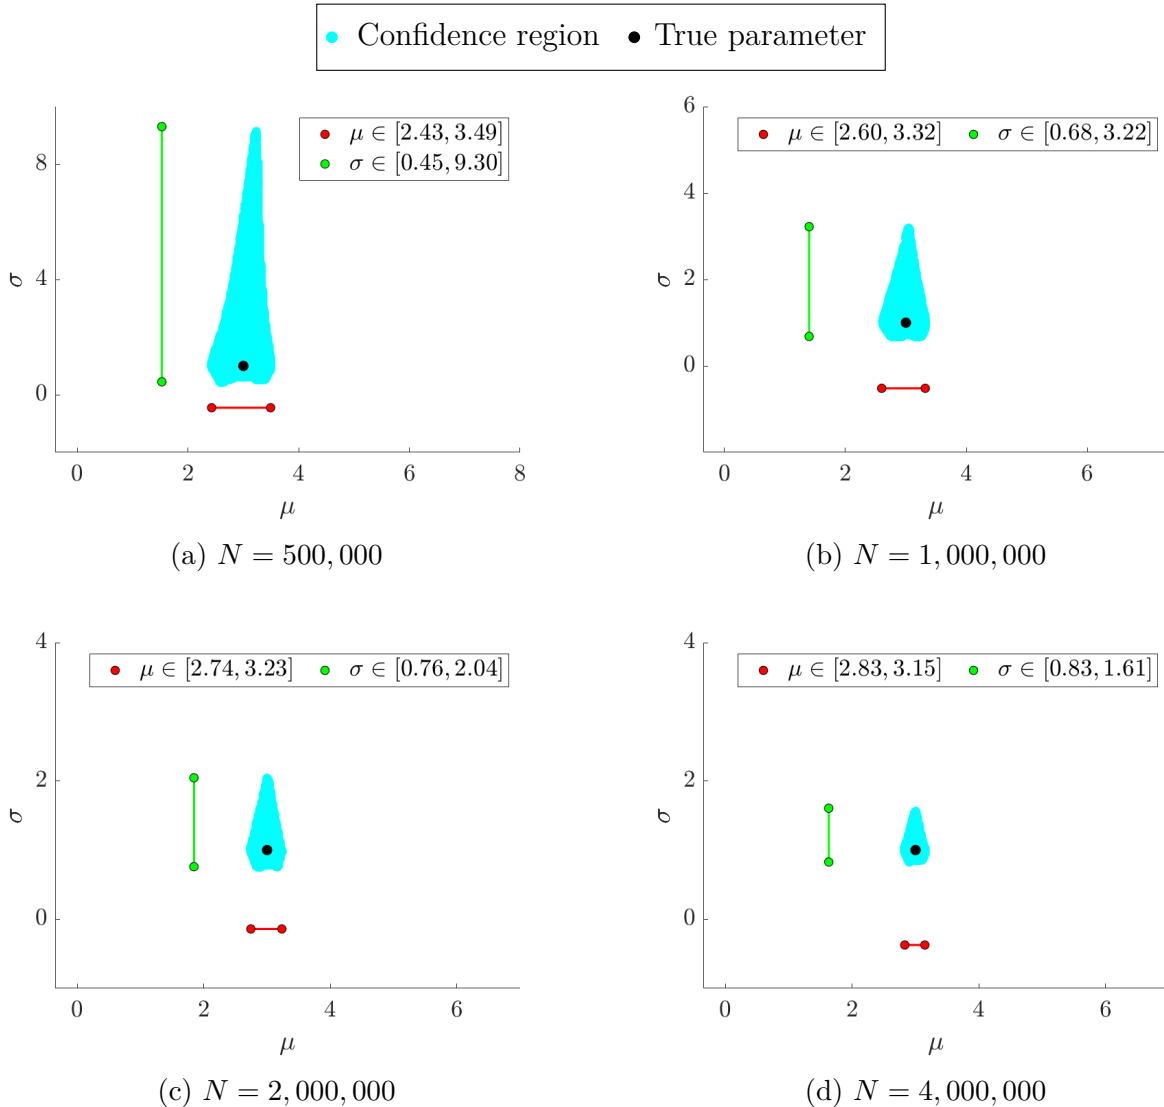 Confidence region True parameter
μ ∈ [2.43, 3.49]
σ ∈ [0.45, 9.30]
8
4
0
σ
0 2 4 6 8
μ
(a) N = 500, 000
μ ∈ [2.60, 3.32] σ ∈ [0.68, 3.22]
6
4
2
0
σ
0 2 4 6
μ
(b) N = 1, 000, 000
μ ∈ [2.74, 3.23] σ ∈ [0.76, 2.04]
4
2
0
σ
0 2 4 6
μ
(c) N = 2, 000, 000
μ ∈ [2.83, 3.15] σ ∈ [0.83, 1.61]
4
2
0
σ
0 2 4 6
μ
(d) N = 4, 000, 000